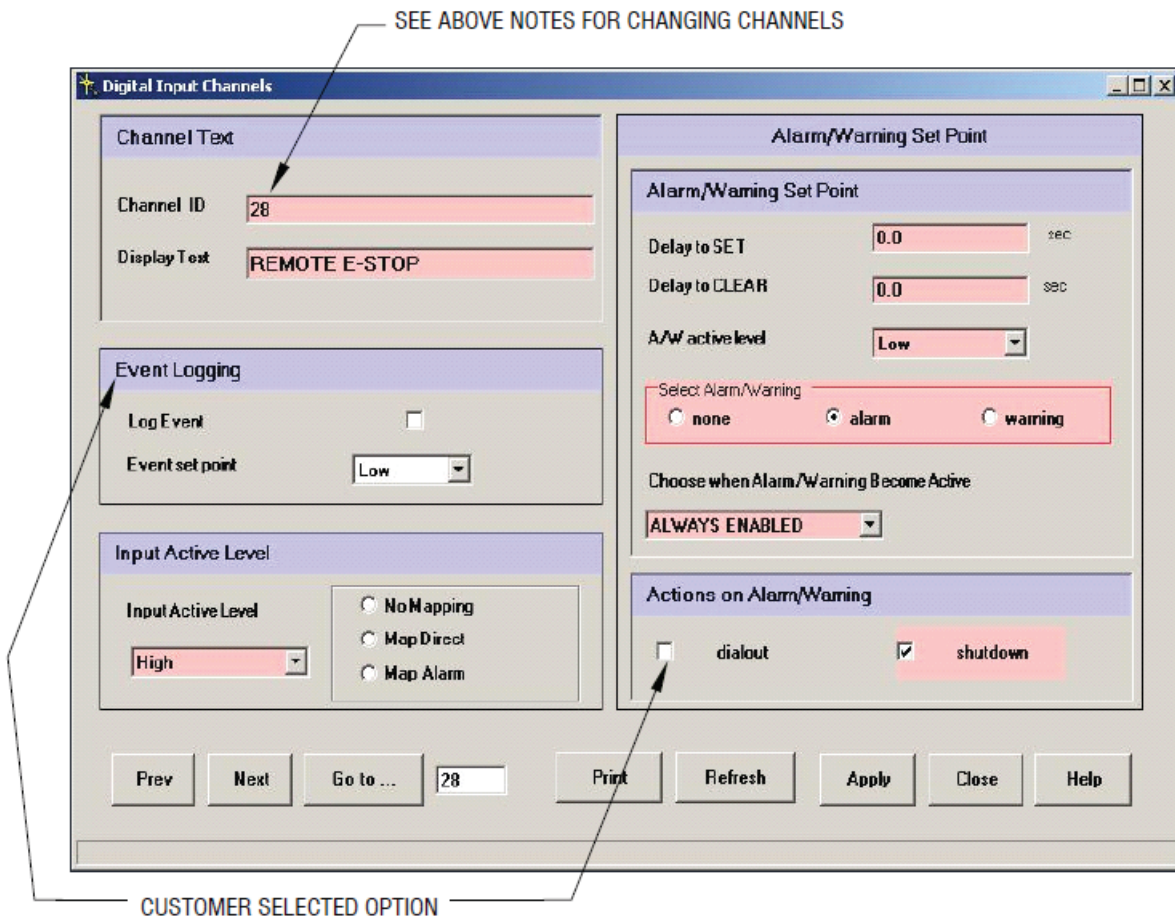 SEE ABOVE NOTES FOR CHANGING CHANNELS
Digital Input Channels
Channel Text
Channel ID
28
Display Text
REMOTE E-STOP
Event Logging
Log Event
Event set point
Low
Input Active Level
Input Active Level
High
No Mapping
Map Direct
Map Alarm
Alarm/Warning Set Point
Alarm/Warning Set Point
Delay to SET
0.0
sec
Delay to CLEAR
0.0
sec
A/W active level
Low
Select Alarm/Warning
none
alarm
warning
Choose when Alarm/Warning Become Active
ALWAYS ENABLED
Actions on Alarm/Warning
dialout
shutdown
Prev
Next
Go to ...
28
Print
Refresh
Apply
Close
Help
CUSTOMER SELECTED OPTION